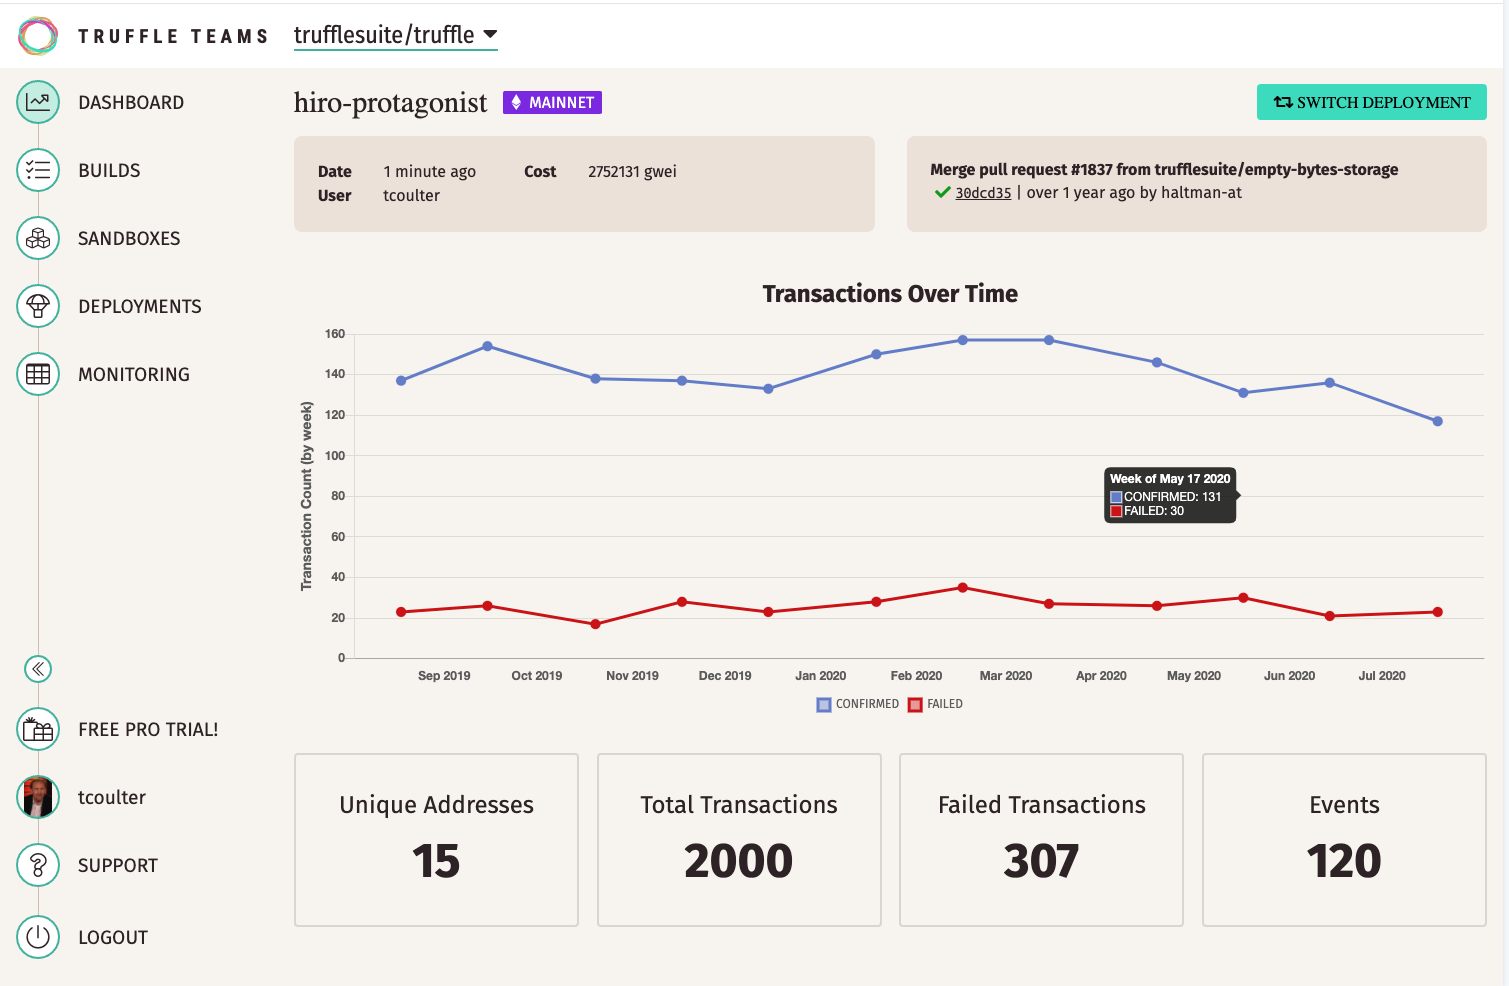 TRUFFLE TEAMS
trufflesuite/truffle
DASHBOARD
BUILDS
SANDBOXES
DEPLOYMENTS
MONITORING
FREE PRO TRIAL!
tcoulter
SUPPORT
LOGOUT
hiro-protagonist
MAINNET
SWITCH DEPLOYMENT
Date 1 minute ago Cost 2752131 gwei
User tcoulter
Merge pull request #1837 from trufflesuite/empty-bytes-storage
30dcd35 | over 1 year ago by haltman-at
Transactions Over Time
Transaction Count (by week)
160
140
120
100
80
60
40
20
0
Week of May 17 2020
CONFIRMED: 131
FAILED: 30
Sep 2019 Oct 2019 Nov 2019 Dec 2019 Jan 2020 Feb 2020 Mar 2020 Apr 2020 May 2020 Jun 2020 Jul 2020
CONFIRMED FAILED
Unique Addresses
15
Total Transactions
2000
Failed Transactions
307
Events
120